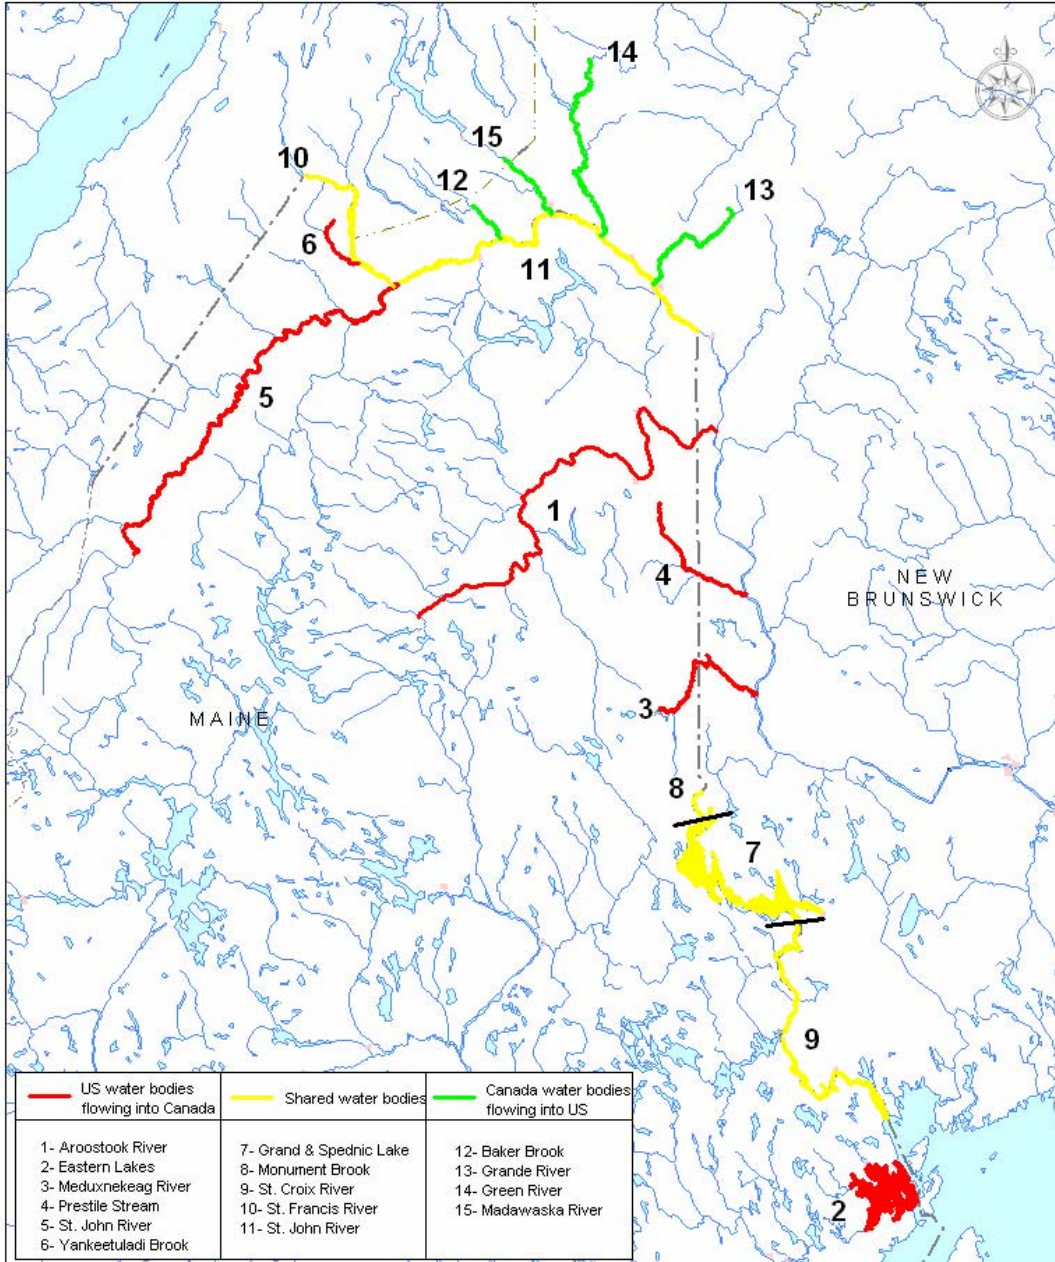 14
15
10
12
13
6
11
5
1
4
NEW
BRUNSWICK
3
MAINE
8
7
9
2
US water bodies
flowing into Canada
1- Aroostook River
2- Eastern Lakes
3- Meduxnekeag River
4- Prestile Stream
5- St. John River
6- Yankeetuladi Brook
Shared water bodies
7- Grand & Spednic Lake
8- Monument Brook
9- St. Croix River
10- St. Francis River
11- St. John River
Canada water bodies
flowing into US
12- Baker Brook
13- Grande River
14- Green River
15- Madawaska River